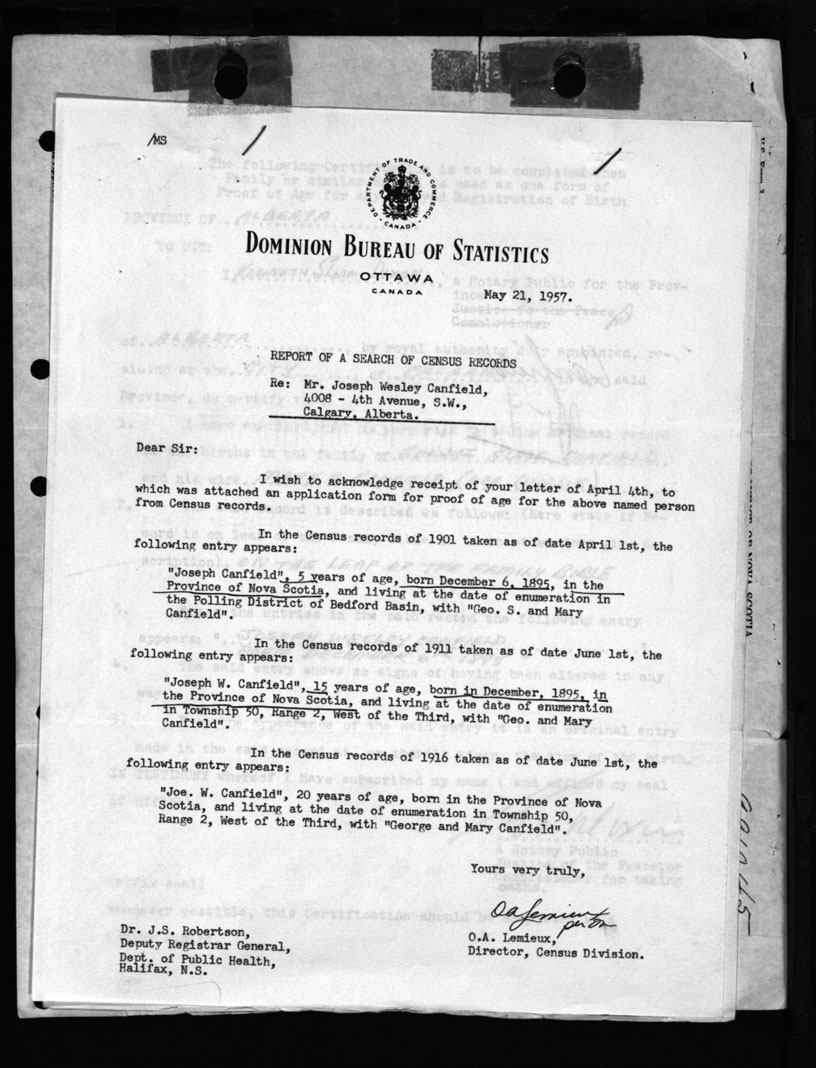 /MS
DEPARTMENT OF TRADE AND COMMERCE
CANADA
DOMINION BUREAU OF STATISTICS
OTTAWA
CANADA
May 21, 1957.
REPORT OF A SEARCH OF CENSUS RECORDS
Re: Mr. Joseph Wesley Canfield,
4008 - 4th Avenue, S.W.,
Calgary, Alberta.
Dear Sir:
I wish to acknowledge receipt of your letter of April 4th, to
which was attached an application form for proof of age for the above named person
from Census records.
In the Census records of 1901 taken as of date April 1st, the
following entry appears:
"Joseph Canfield", 5 years of age, born December 6, 1895, in the
Province of Nova Scotia, and living at the date of enumeration in
the Polling District of Bedford Basin, with "Geo. S. and Mary
Canfield".
In the Census records of 1911 taken as of date June 1st, the
following entry appears:
"Joseph W. Canfield", 15 years of age, born in December, 1895, in
the Province of Nova Scotia, and living at the date of enumeration
in Township 50, Range 2, West of the Third, with "Geo. and Mary
Canfield".
In the Census records of 1916 taken as of date June 1st, the
following entry appears:
"Joe. W. Canfield", 20 years of age, born in the Province of Nova
Scotia, and living at the date of enumeration in Township 50,
Range 2, West of the Third, with "George and Mary Canfield".
Yours very truly,
OA Lemieux
O.A. Lemieux,
Director, Census Division.
Dr. J.S. Robertson,
Deputy Registrar General,
Dept. of Public Health,
Halifax, N.S.